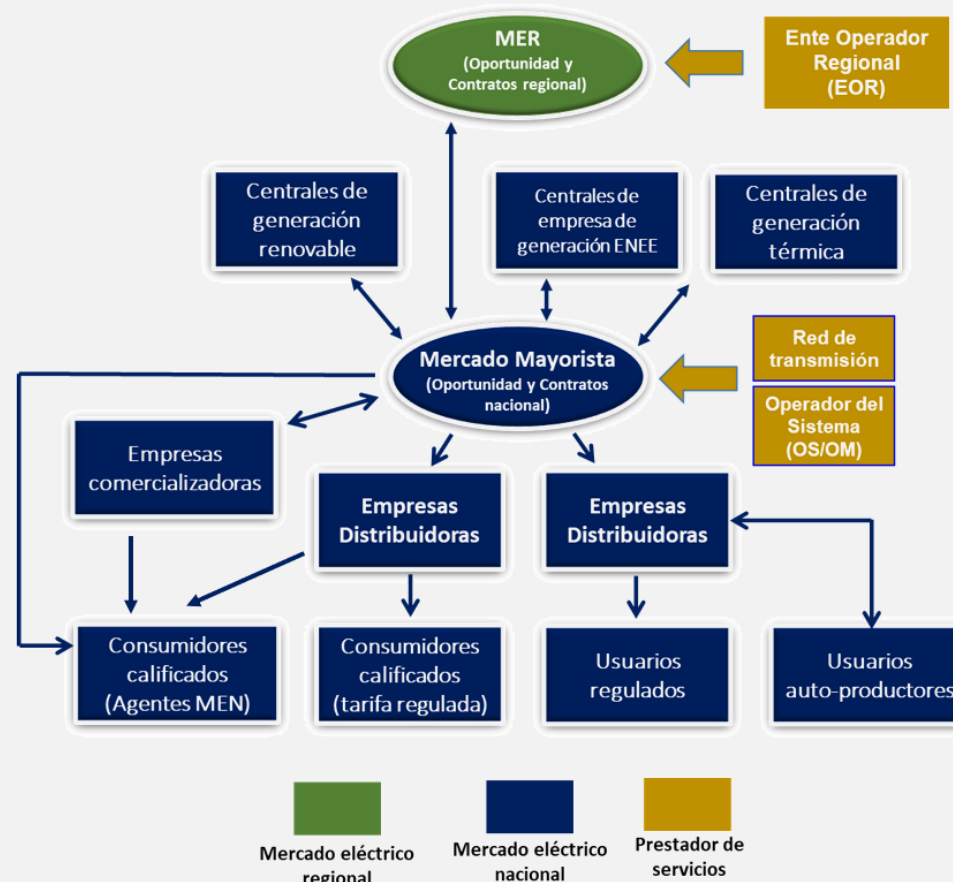 MER
(Oportunidad y
Contratos regional)
Ente Operador
Regional
(EOR)
Centrales de
generación
renovable
Centrales de
empresa de
generación ENEE
Centrales de
generación
térmica
Mercado Mayorista
(Oportunidad y Contratos
nacional)
Red de
transmisión
Operador del
Sistema
(OS/OM)
Empresas
comercializadoras
Empresas
Distribuidoras
Empresas
Distribuidoras
Consumidores
calificados
(Agentes MEN)
Consumidores
calificados
(tarifa regulada)
Usuarios
regulados
Usuarios
auto-productores
Mercado eléctrico
regional
Mercado eléctrico
nacional
Prestador de
servicios